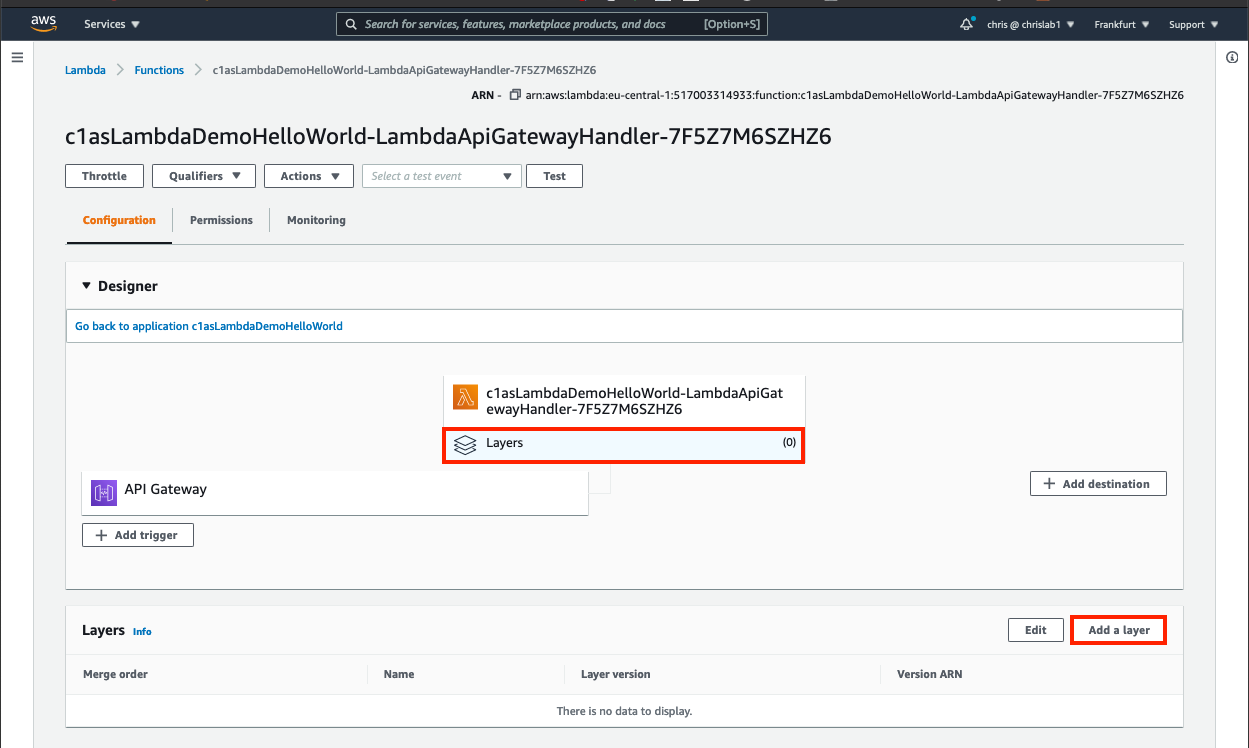 aws Services Search for services, features, marketplace products, and docs [Option+S] chris @ chrislab1 Frankfurt Support
Lambda Functions c1asLambdaDemoHelloWorld-LambdaApiGatewayHandler-7F5Z7M6SZHZ6
ARN - arn:aws:lambda:eu-central-1:517003314933:function:c1asLambdaDemoHelloWorld-LambdaApiGatewayHandler-7F5Z7M6SZHZ6
c1asLambdaDemoHelloWorld-LambdaApiGatewayHandler-7F5Z7M6SZHZ6
Throttle Qualifiers Actions Select a test event Test
Configuration Permissions Monitoring
Designer
Go back to application c1asLambdaDemoHelloWorld
c1asLambdaDemoHelloWorld-LambdaApiGat
ewayHandler-7F5Z7M6SZHZ6
Layers (0)
API Gateway
+ Add destination
+ Add trigger
Layers Info Edit Add a layer
Merge order Name Layer version Version ARN
There is no data to display.